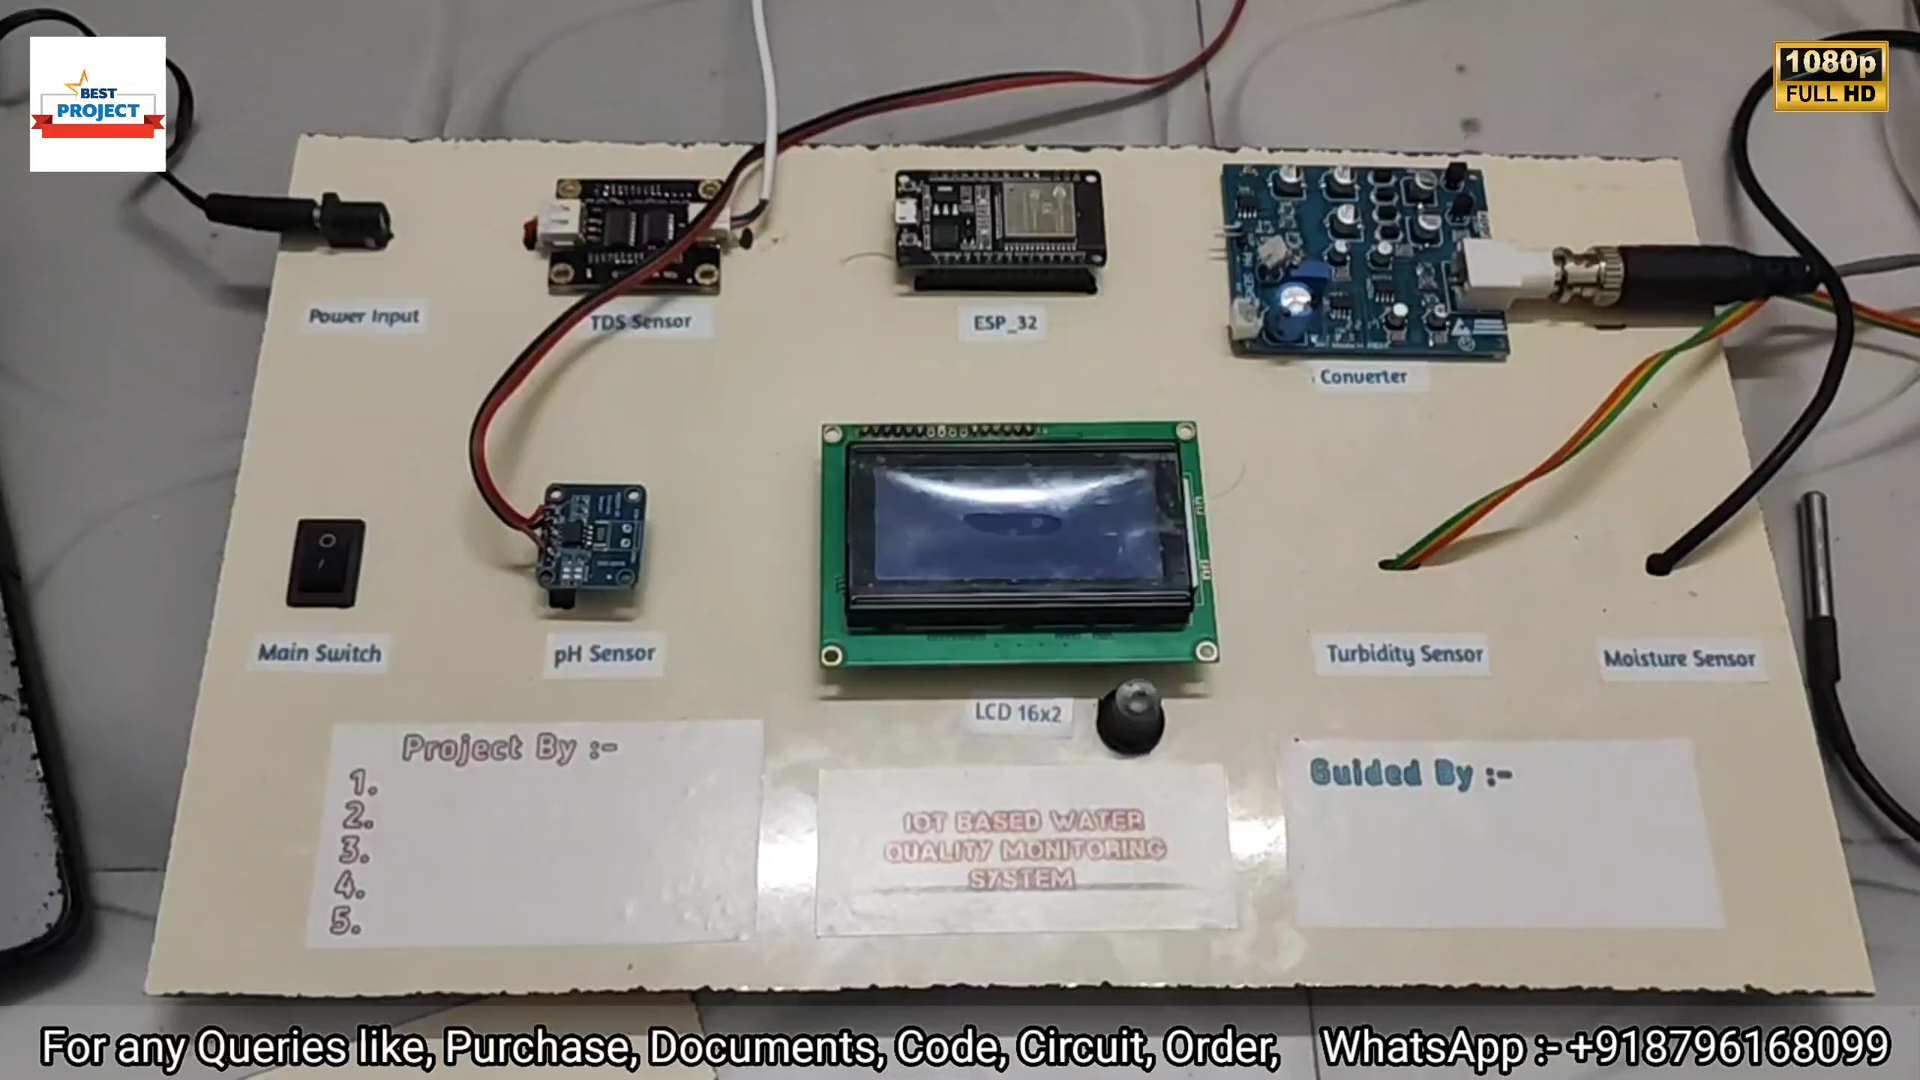 BEST
PROJECT
1080p
FULL HD
Power Input
TDS Sensor
ESP_32
Converter
Main Switch
pH Sensor
LCD 16x2
Turbidity Sensor
Moisture Sensor
Project By :-
1.
2.
3.
4.
5.
IOT BASED WATER
QUALITY MONITORING
SYSTEM
Guided By :-
For any Queries like, Purchase, Documents, Code, Circuit, Order, WhatsApp :- +918796168099